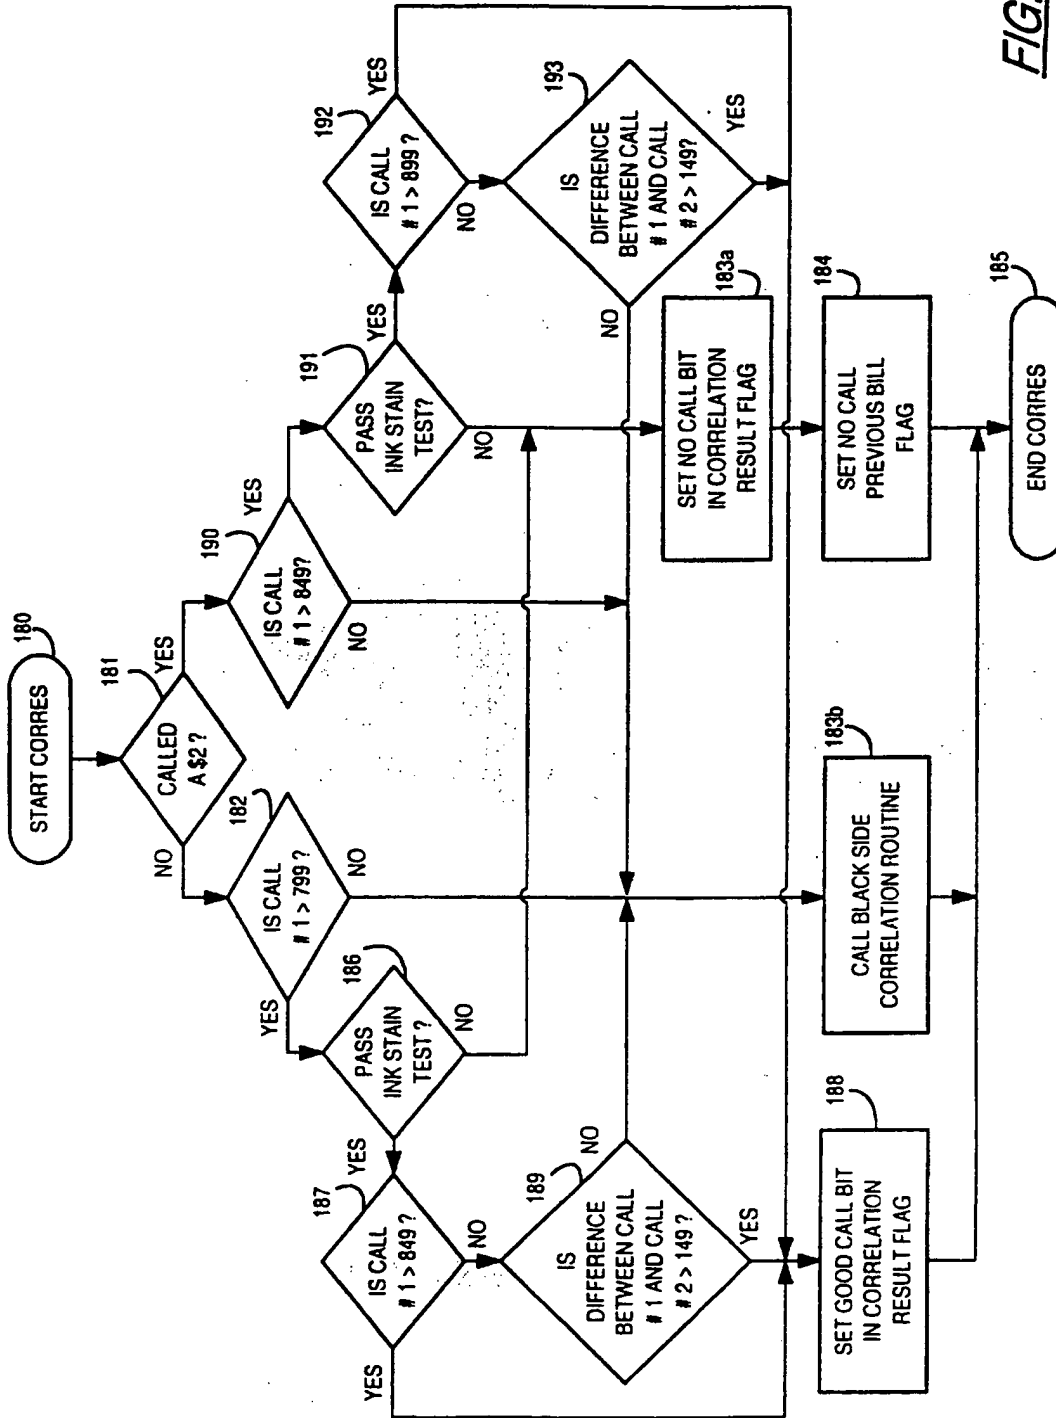 START CORRES
180
CALLED
A $2?
181
NO
YES
IS CALL
# 1 > 799 ?
182
YES
NO
IS CALL
# 1 > 849?
190
YES
NO
PASS
INK STAIN
TEST?
186
YES
NO
PASS
INK STAIN
TEST?
191
YES
NO
IS CALL
# 1 > 849 ?
187
YES
NO
IS CALL
# 1 > 899 ?
192
YES
NO
IS
DIFFERENCE
BETWEEN CALL
# 1 AND CALL
# 2 > 149 ?
189
NO
YES
IS
DIFFERENCE
BETWEEN CALL
# 1 AND CALL
# 2 > 149?
193
NO
YES
SET NO CALL BIT
IN CORRELATION
RESULT FLAG
183a
SET GOOD CALL BIT
IN CORRELATION
RESULT FLAG
188
CALL BLACK SIDE
CORRELATION ROUTINE
183b
SET NO CALL
PREVIOUS BILL
FLAG
184
END CORRES
185
FIG.